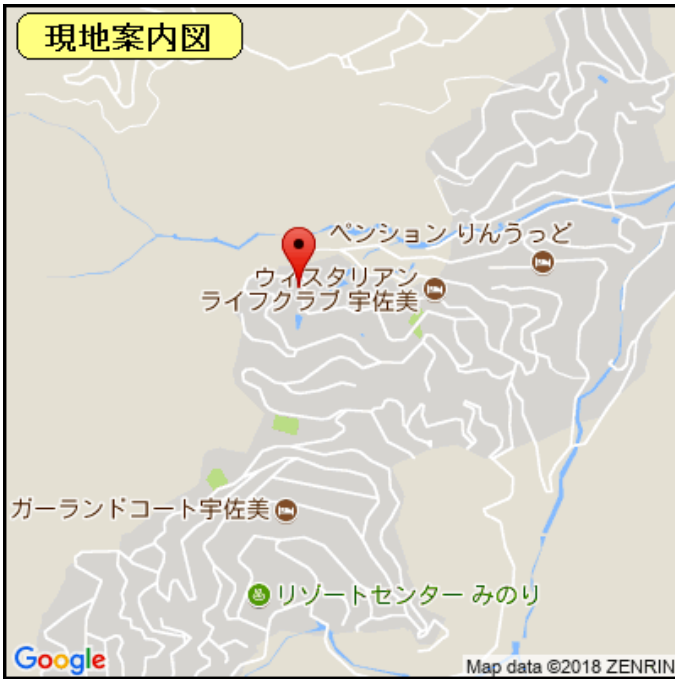 現地案内図
ペンション りんうっど
ウィスタリアン
ライフクラブ 宇佐美
ガーランドコート宇佐美
リゾートセンター みのり
Google
Map data ©2018 ZENRIN